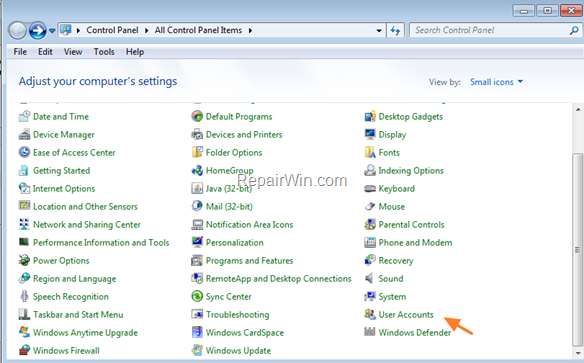 Control Panel All Control Panel Items Search Control Panel
File Edit View Tools Help
Adjust your computer's settings View by: Small icons
Date and Time Default Programs Desktop Gadgets
Device Manager Devices and Printers Display
Ease of Access Center Folder Options Fonts
Getting Started HomeGroup Indexing Options
RepairWin.com
Internet Options Java (32-bit) Keyboard
Location and Other Sensors Mail (32-bit) Mouse
Network and Sharing Center Notification Area Icons Parental Controls
Performance Information and Tools Personalization Phone and Modem
Power Options Programs and Features Recovery
Region and Language RemoteApp and Desktop Connections Sound
Speech Recognition Sync Center System
Taskbar and Start Menu Troubleshooting User Accounts
Windows Anytime Upgrade Windows CardSpace Windows Defender
Windows Firewall Windows Update